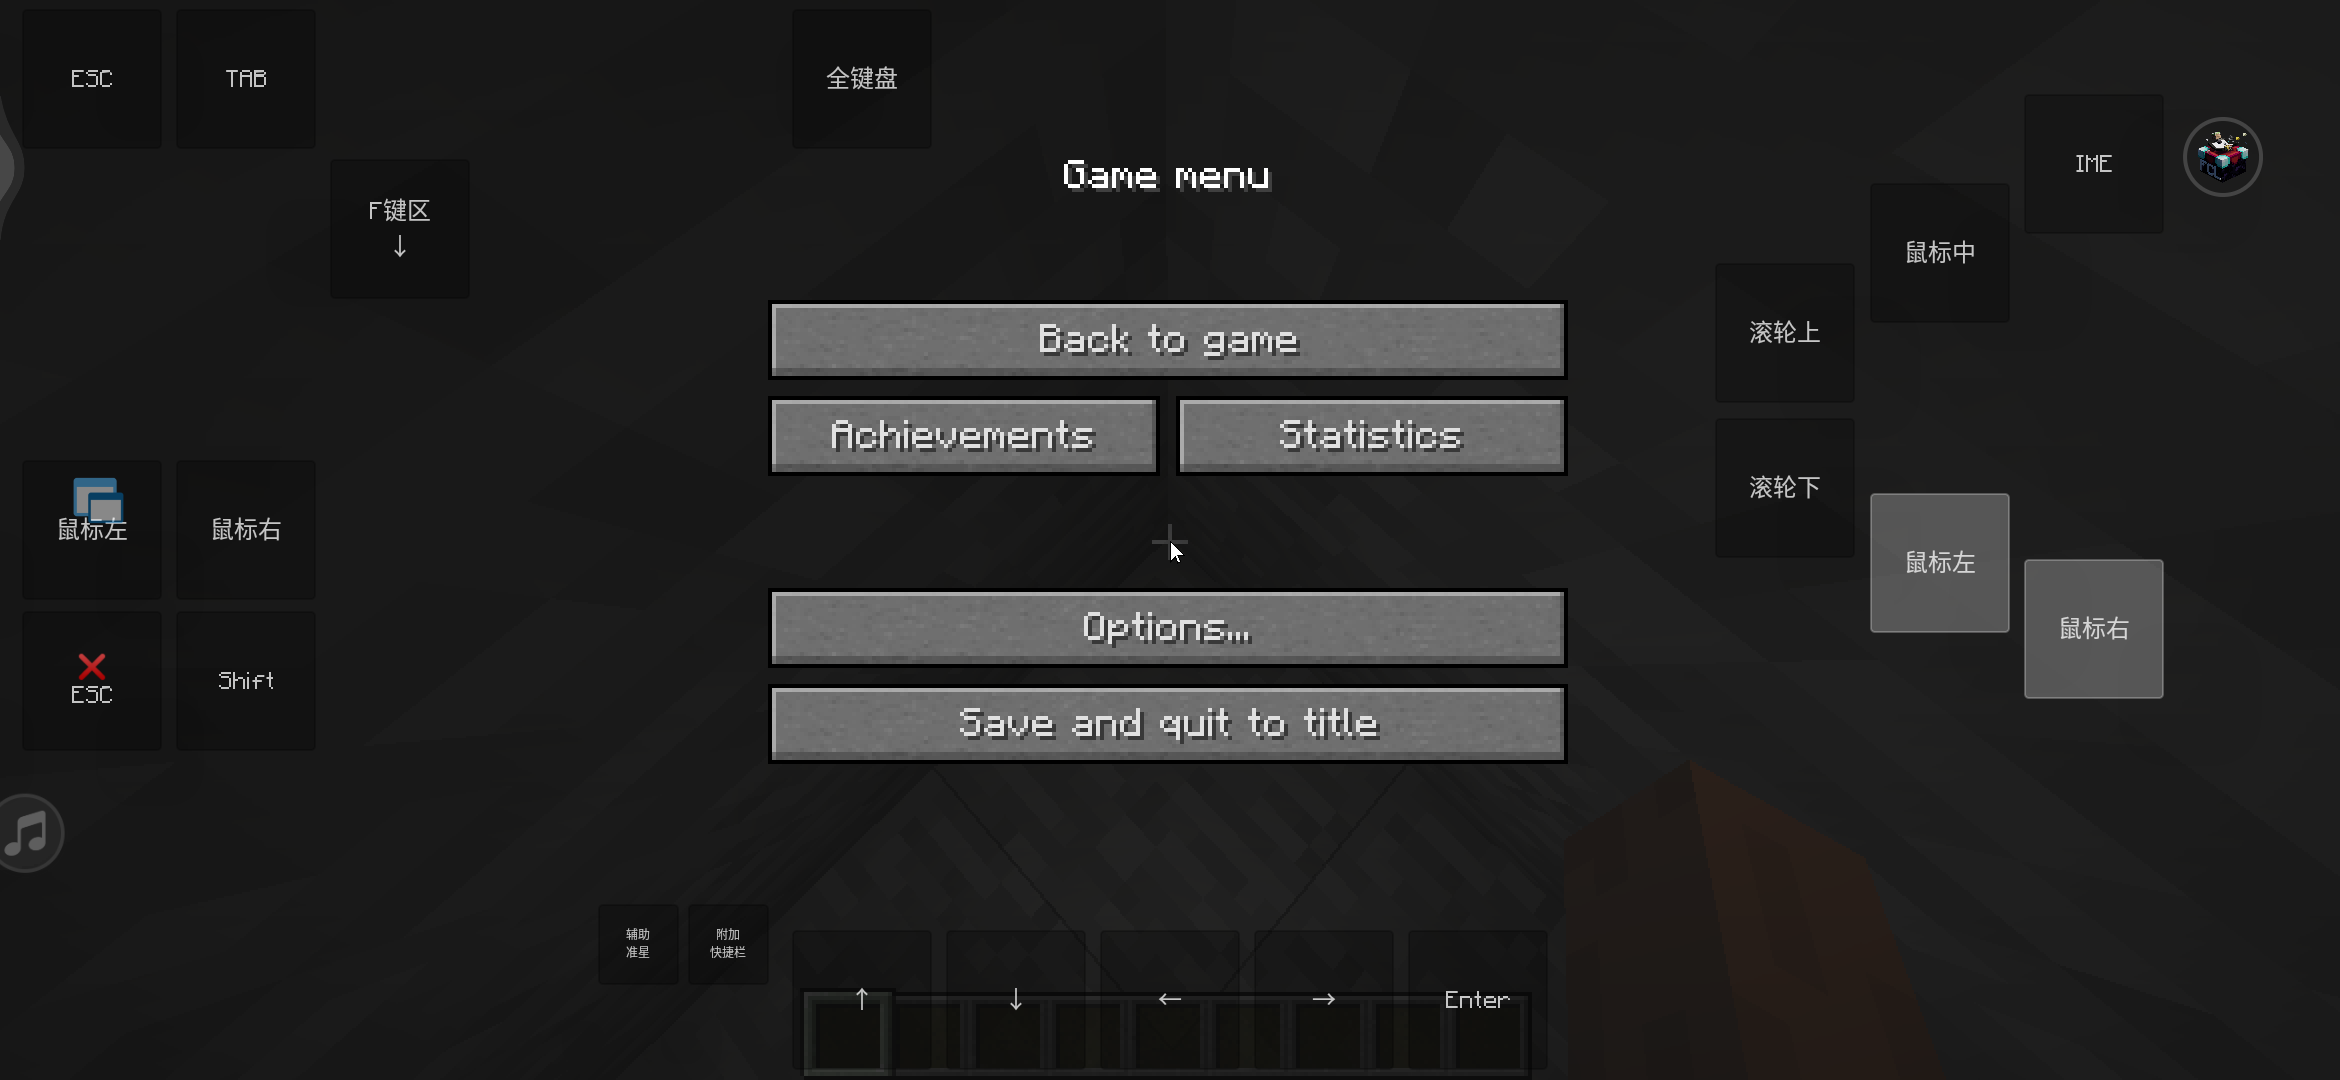 ESC
TAB
全键盘
IME
Game menu
F键区
↓
鼠标中
Back to game
滚轮上
Achievements
Statistics
滚轮下
鼠标左
鼠标右
鼠标左
鼠标右
Options...
ESC
Shift
Save and quit to title
辅助
准星
附加
快捷栏
↑
↓
←
→
Enter